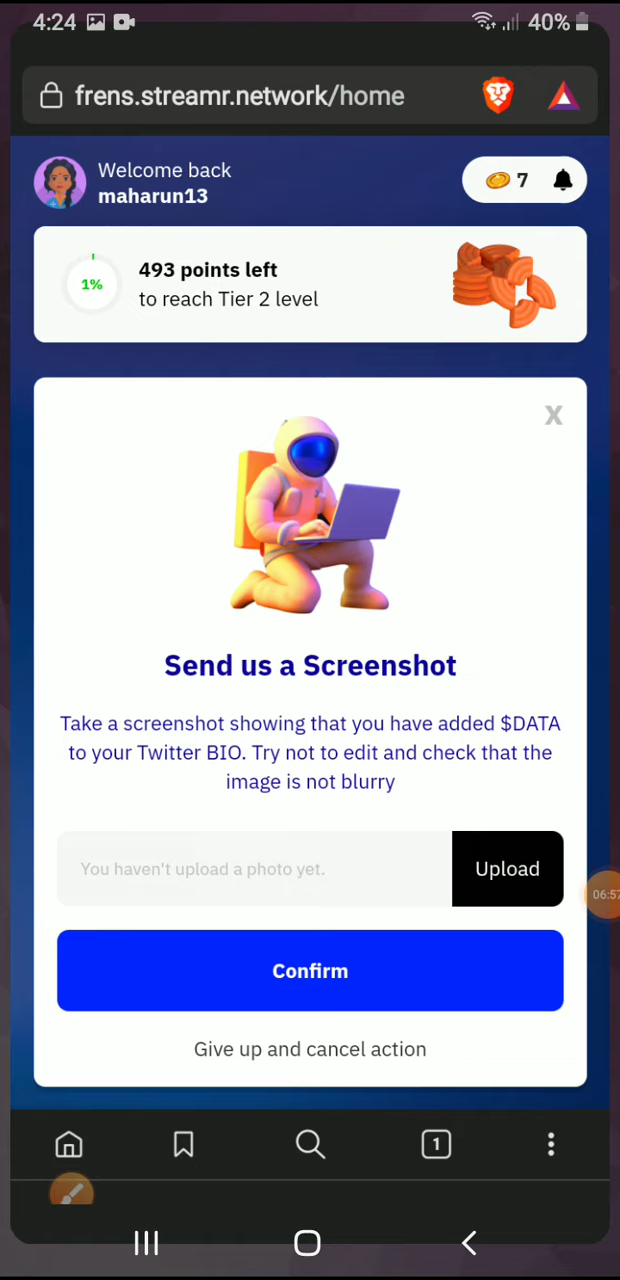 4:24
40%
frens.streamr.network/home
Welcome back
maharun13
7
1%
493 points left
to reach Tier 2 level
X
Send us a Screenshot
Take a screenshot showing that you have added $DATA
to your Twitter BIO. Try not to edit and check that the
image is not blurry
You haven't upload a photo yet.
Upload
06:57
Confirm
Give up and cancel action
1